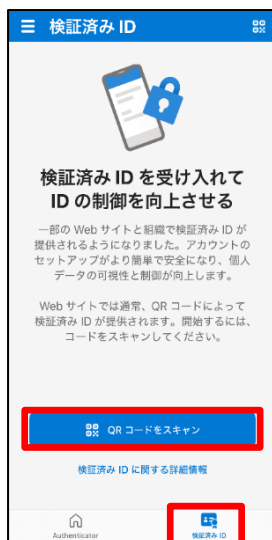 検証済み ID
検証済み ID を受け入れて
ID の制御を向上させる
一部の Web サイトと組織で検証済み ID が
提供されるようになりました。アカウントの
セットアップがより簡単で安全になり、個人
データの可視性と制御が向上します。
Web サイトでは通常、QR コードによって
検証済み ID が提供されます。開始するには、
コードをスキャンしてください。
QR コードをスキャン
検証済み ID に関する詳細情報
Authenticator
検証済み ID